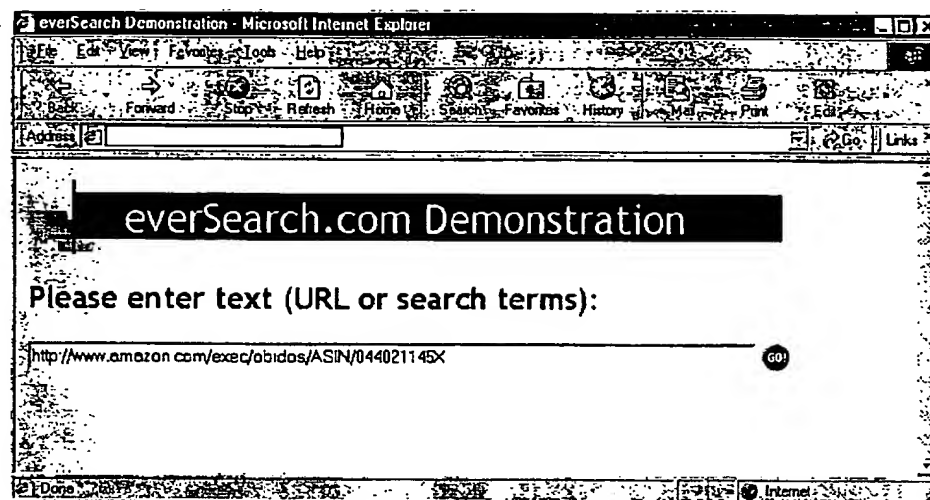 everSearch Demonstration - Microsoft Internet Explorer
File Edit View Favorites Tools Help
Back Forward Stop Refresh Home Search Favorites History Mail Print Edit
Address Go Links
everSearch.com Demonstration
Please enter text (URL or search terms):
http://www.amazon.com/exec/obidos/ASIN/044021145X GO!
Done Internet